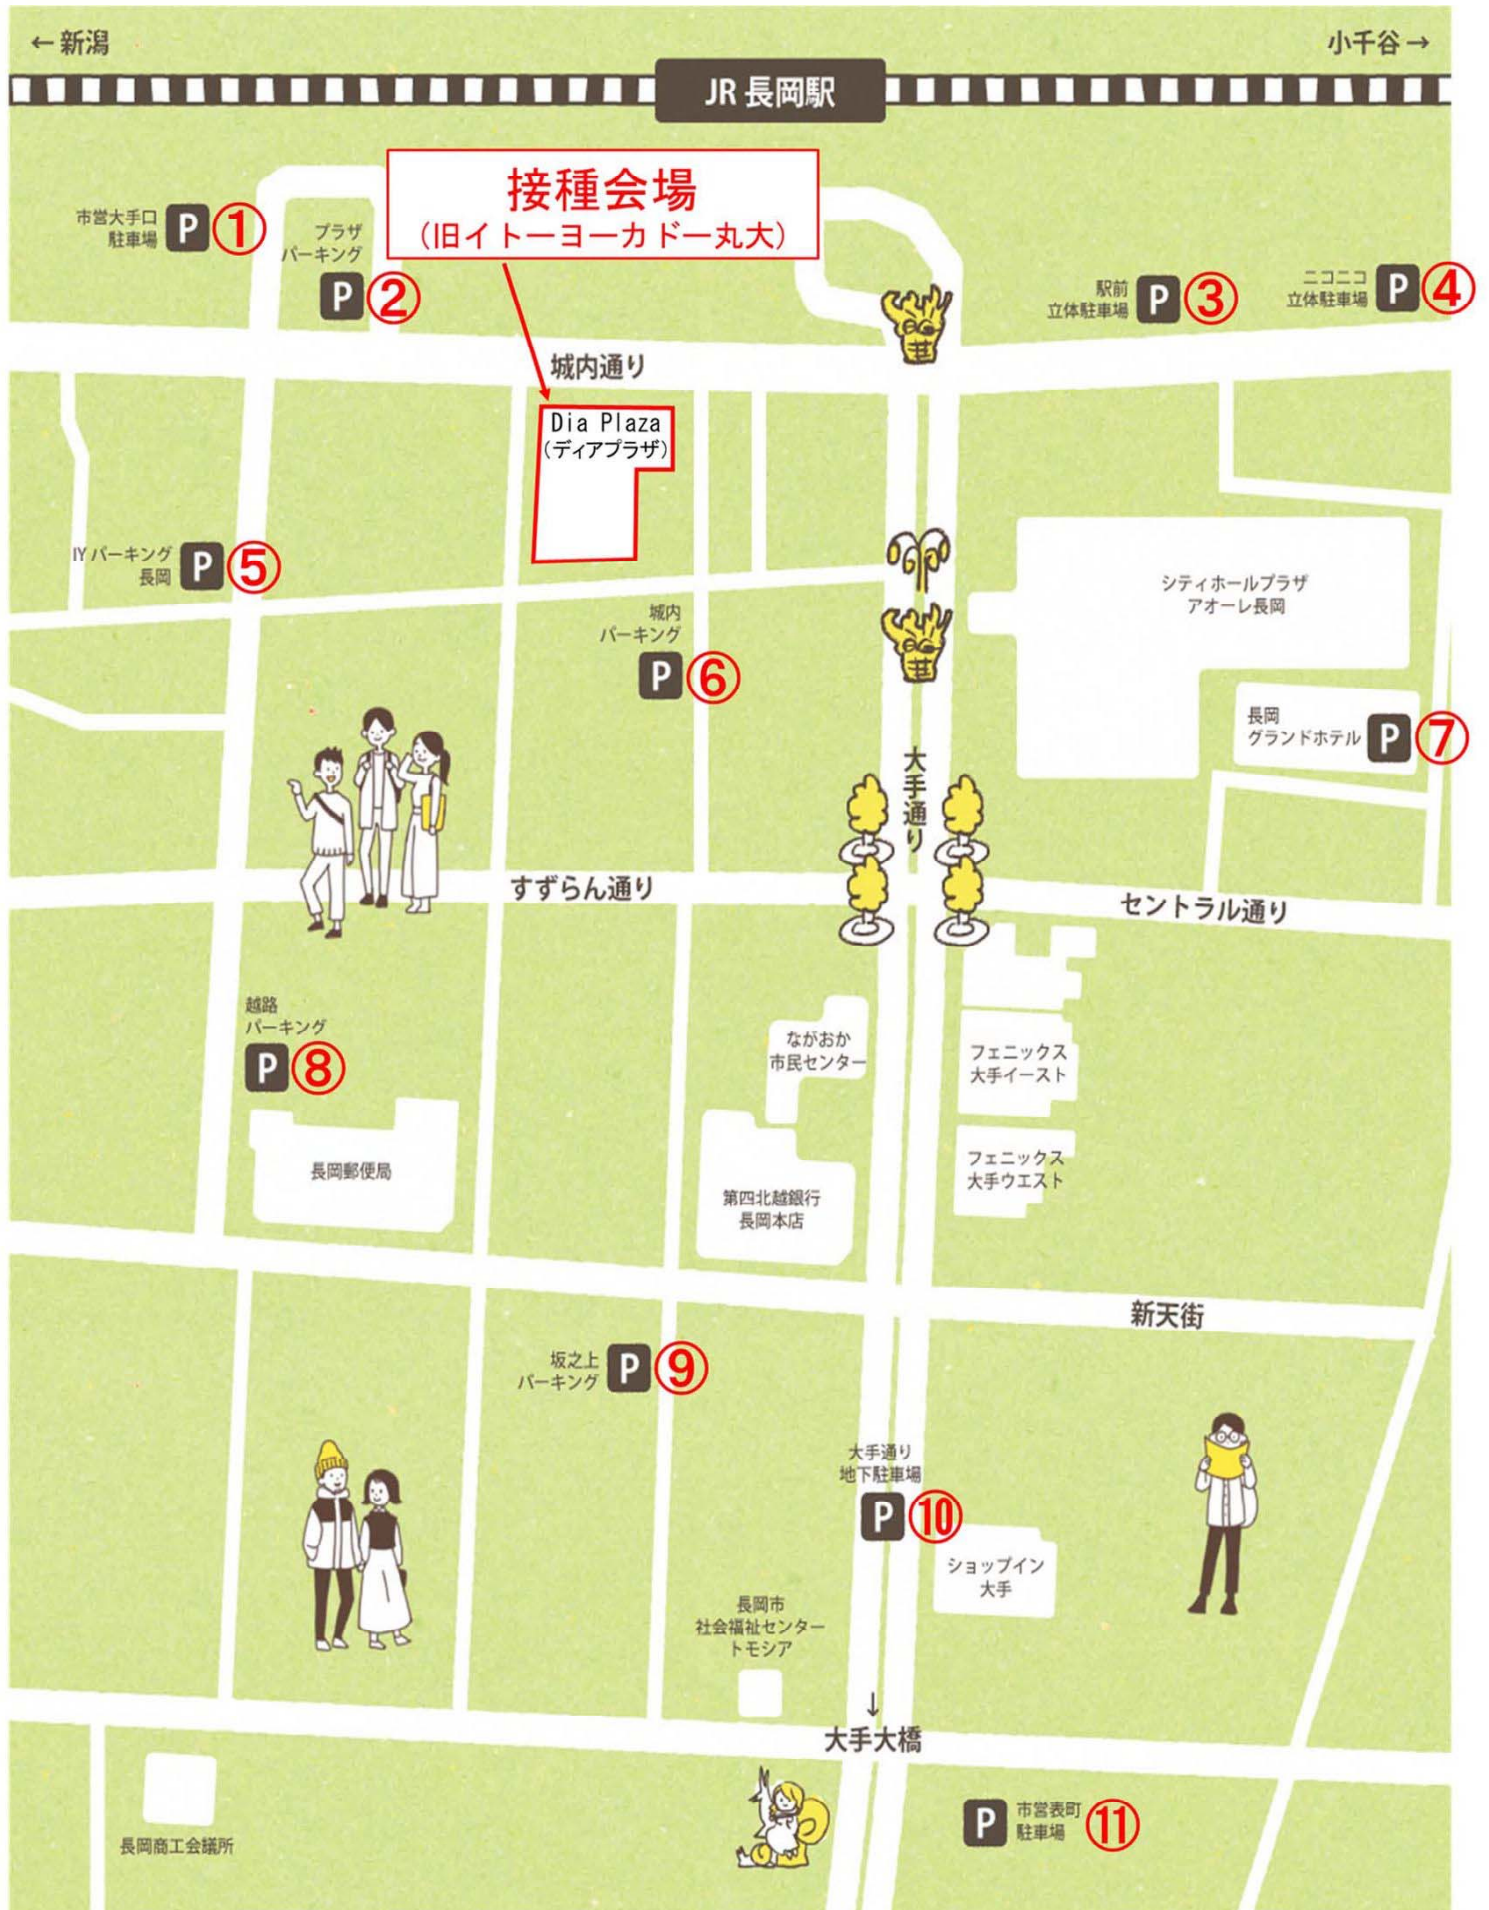 ←新潟
小千谷→
JR 長岡駅
接種会場
（旧イトーヨーカドー丸大）
市営大手口
駐車場
P
①
プラザ
パーキング
P
②
駅前
立体駐車場
P
③
ニコニコ
立体駐車場
P
④
城内通り
Dia Plaza
（ディアプラザ）
IYパーキング
長岡
P
⑤
シティホールプラザ
アオーレ長岡
城内
パーキング
P
⑥
長岡
グランドホテル
P
⑦
大手通り
すずらん通り
セントラル通り
越路
パーキング
P
⑧
ながおか
市民センター
フェニックス
大手イースト
長岡郵便局
フェニックス
大手ウエスト
第四北越銀行
長岡本店
新天街
坂之上
パーキング
P
⑨
大手通り
地下駐車場
P
⑩
ショップイン
大手
長岡市
社会福祉センター
トモシア
↓
大手大橋
長岡商工会議所
P
市営表町
駐車場
⑪